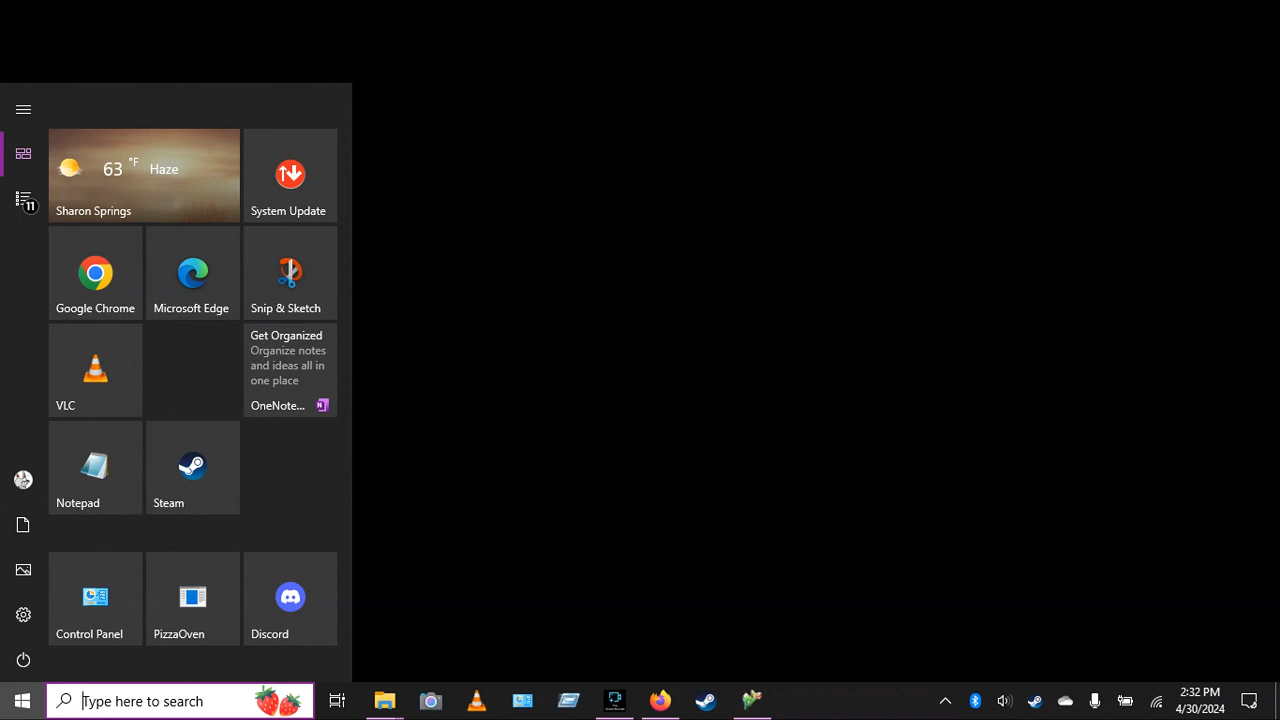 63 °F Haze
Sharon Springs
System Update
11
Google Chrome
Microsoft Edge
Snip & Sketch
VLC
Get Organized
Organize notes
and ideas all in
one place
OneNote...
Notepad
Steam
Control Panel
PizzaOven
Discord
Type here to search
2:32 PM
4/30/2024